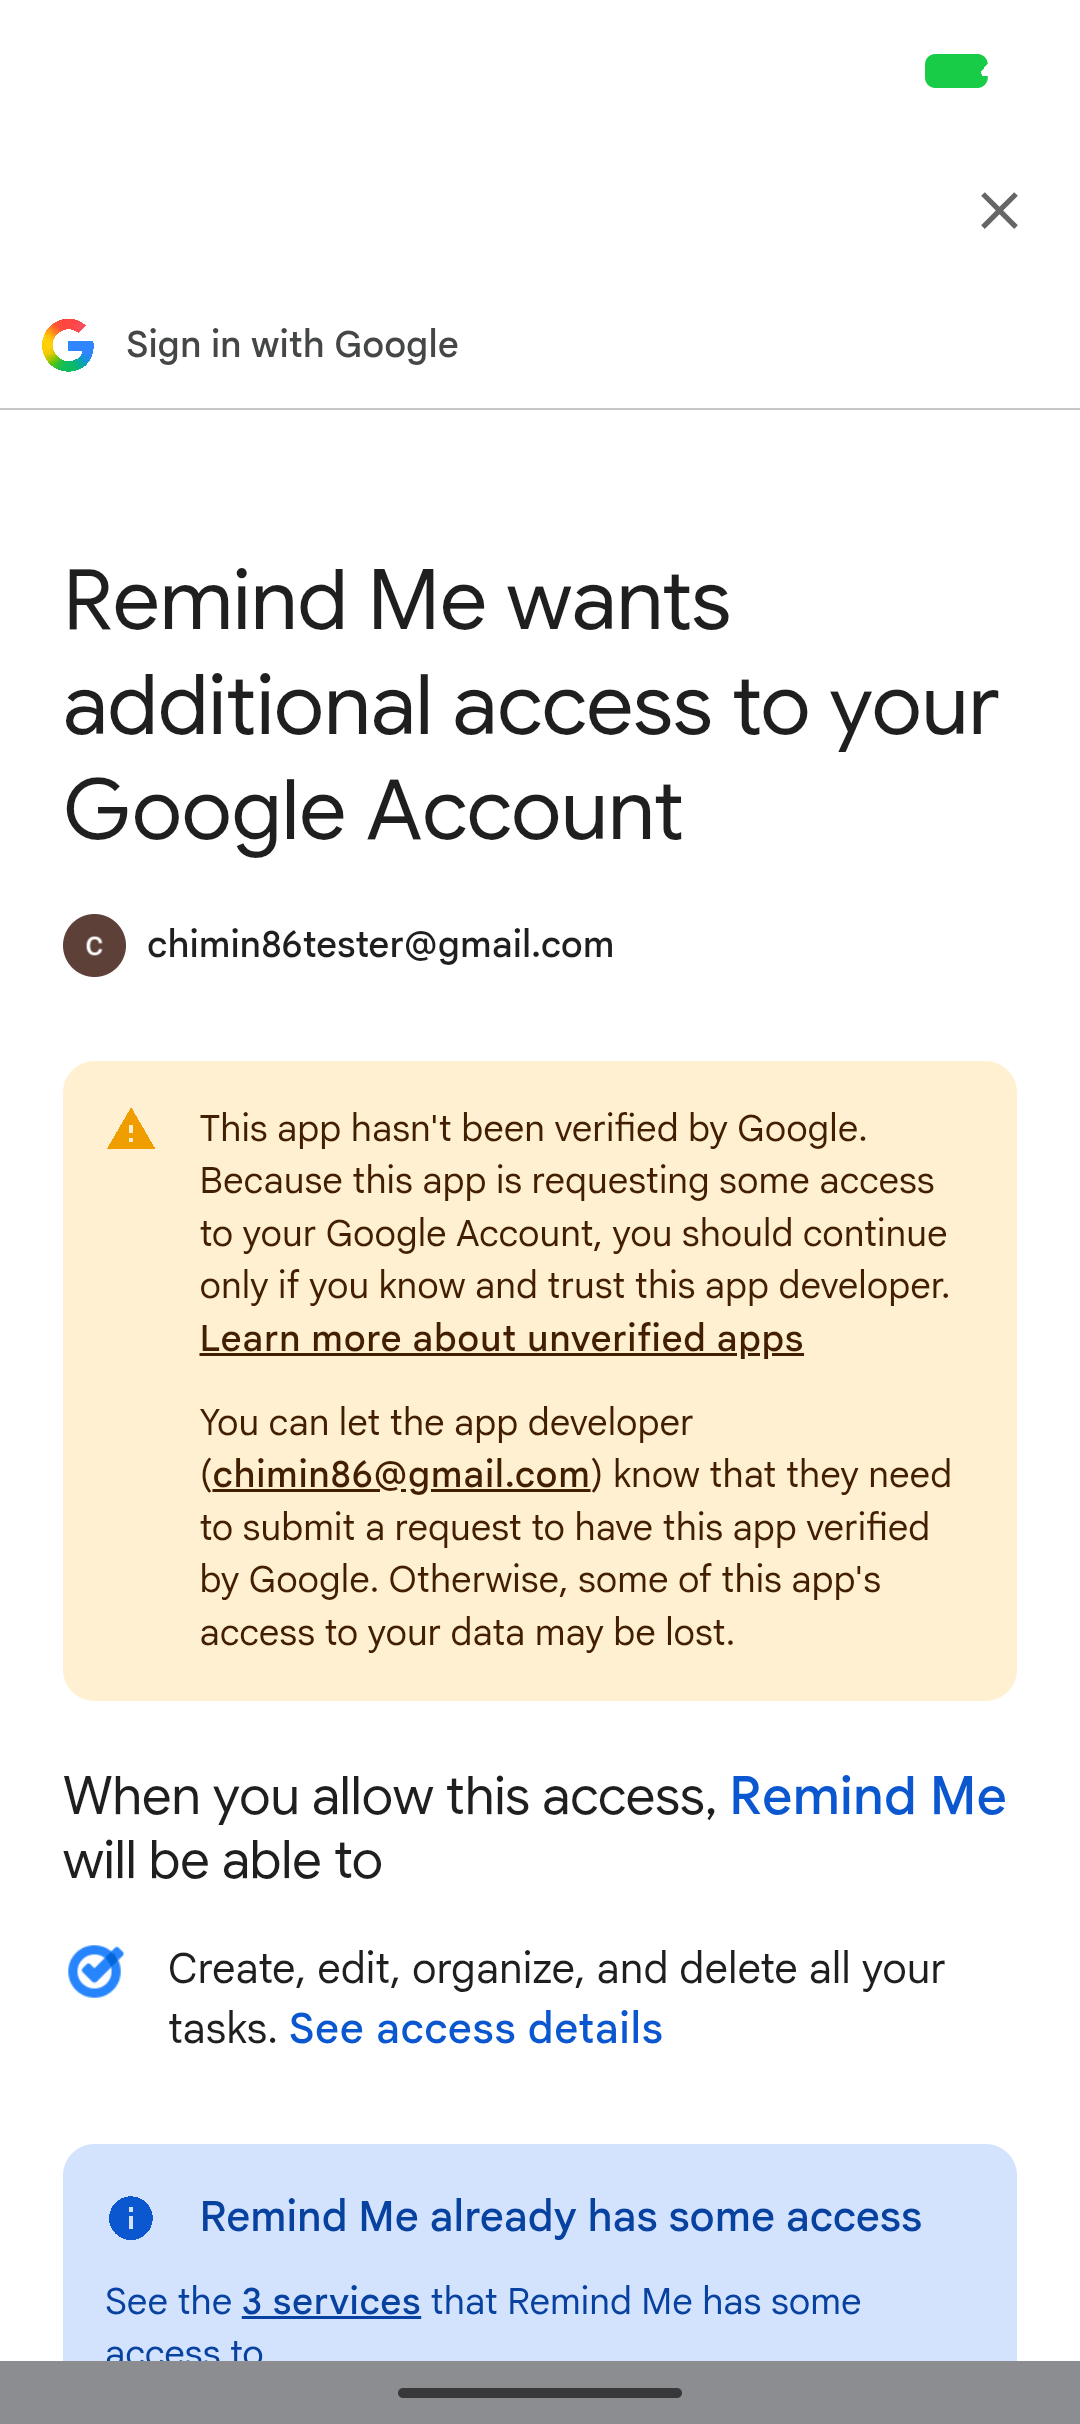 Sign in with Google
Remind Me wants
additional access to your
Google Account
c chimin86tester@gmail.com
This app hasn't been verified by Google.
Because this app is requesting some access
to your Google Account, you should continue
only if you know and trust this app developer.
Learn more about unverified apps
You can let the app developer
(chimin86@gmail.com) know that they need
to submit a request to have this app verified
by Google. Otherwise, some of this app's
access to your data may be lost.
When you allow this access, Remind Me
will be able to
Create, edit, organize, and delete all your
tasks. See access details
Remind Me already has some access
See the 3 services that Remind Me has some
access to